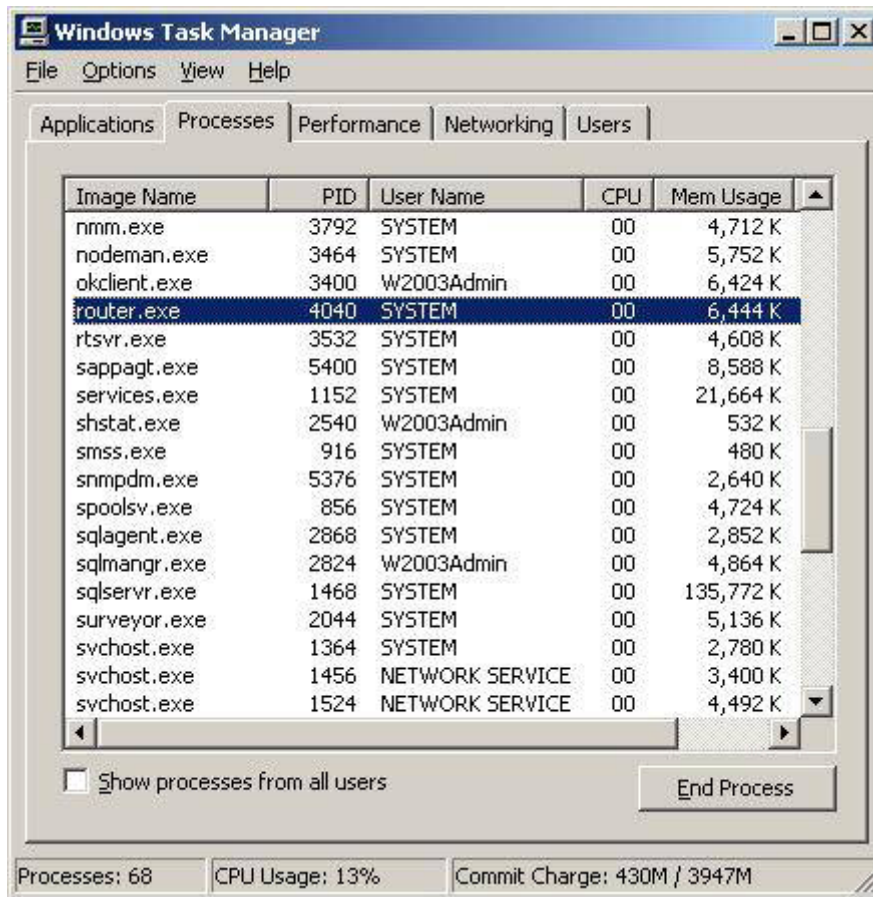 Windows Task Manager
File Options View Help
Applications Processes Performance Networking Users
Image Name PID User Name CPU Mem Usage
nmm.exe 3792 SYSTEM 00 4,712 K
nodeman.exe 3464 SYSTEM 00 5,752 K
okclient.exe 3400 W2003Admin 00 6,424 K
router.exe 4040 SYSTEM 00 6,444 K
rtsvr.exe 3532 SYSTEM 00 4,608 K
sappagt.exe 5400 SYSTEM 00 8,588 K
services.exe 1152 SYSTEM 00 21,664 K
shstat.exe 2540 W2003Admin 00 532 K
smss.exe 916 SYSTEM 00 480 K
snmpdm.exe 5376 SYSTEM 00 2,640 K
spoolsv.exe 856 SYSTEM 00 4,724 K
sqlagent.exe 2868 SYSTEM 00 2,852 K
sqlmangr.exe 2824 W2003Admin 00 4,864 K
sqlservr.exe 1468 SYSTEM 00 135,772 K
surveyor.exe 2044 SYSTEM 00 5,136 K
svchost.exe 1364 SYSTEM 00 2,780 K
svchost.exe 1456 NETWORK SERVICE 00 3,400 K
svchost.exe 1524 NETWORK SERVICE 00 4,492 K
Show processes from all users
End Process
Processes: 68 CPU Usage: 13% Commit Charge: 430M / 3947M